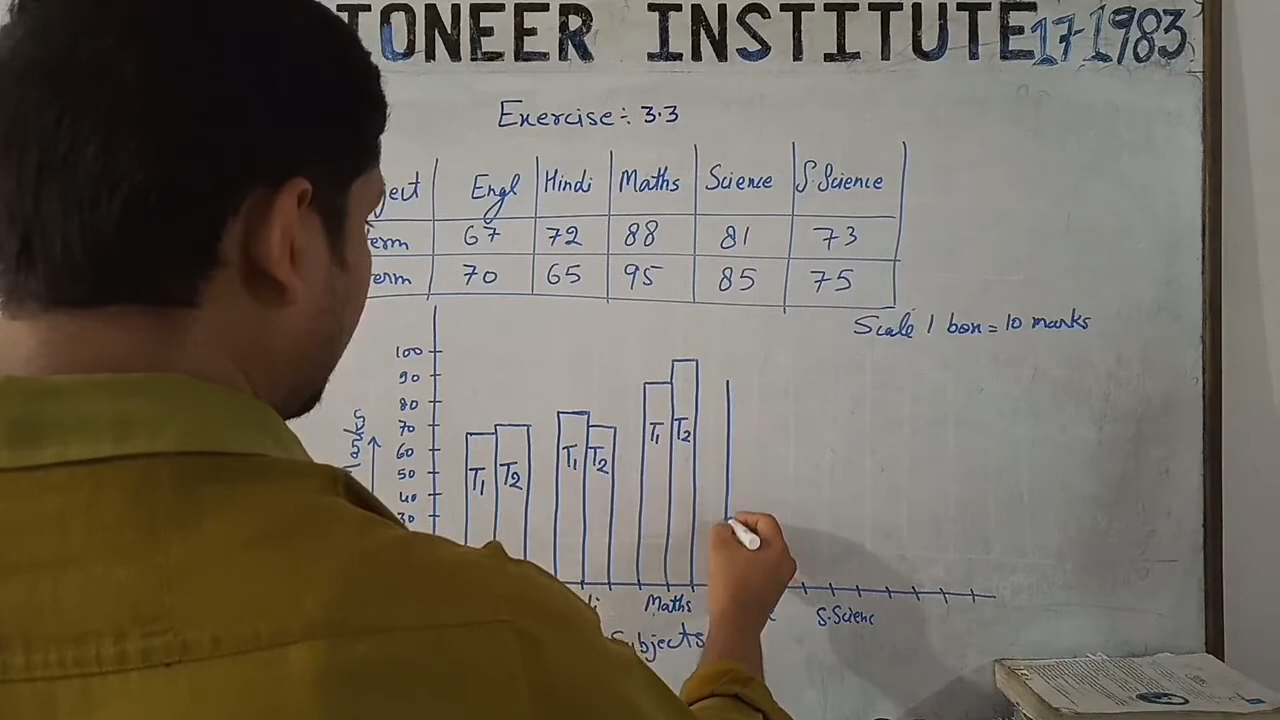 IONEER INSTITUTE 17-1983
Exercise ÷ 3.3
ject Engl Hindi Maths Science S Science
erm 67 72 88 81 73
erm 70 65 95 85 75
Scale 1 box = 10 marks
100
90
80
70
60
50
40
30
arks
T1 T2 T1 T2 T1 T2
Maths S.Scienc
Subjects